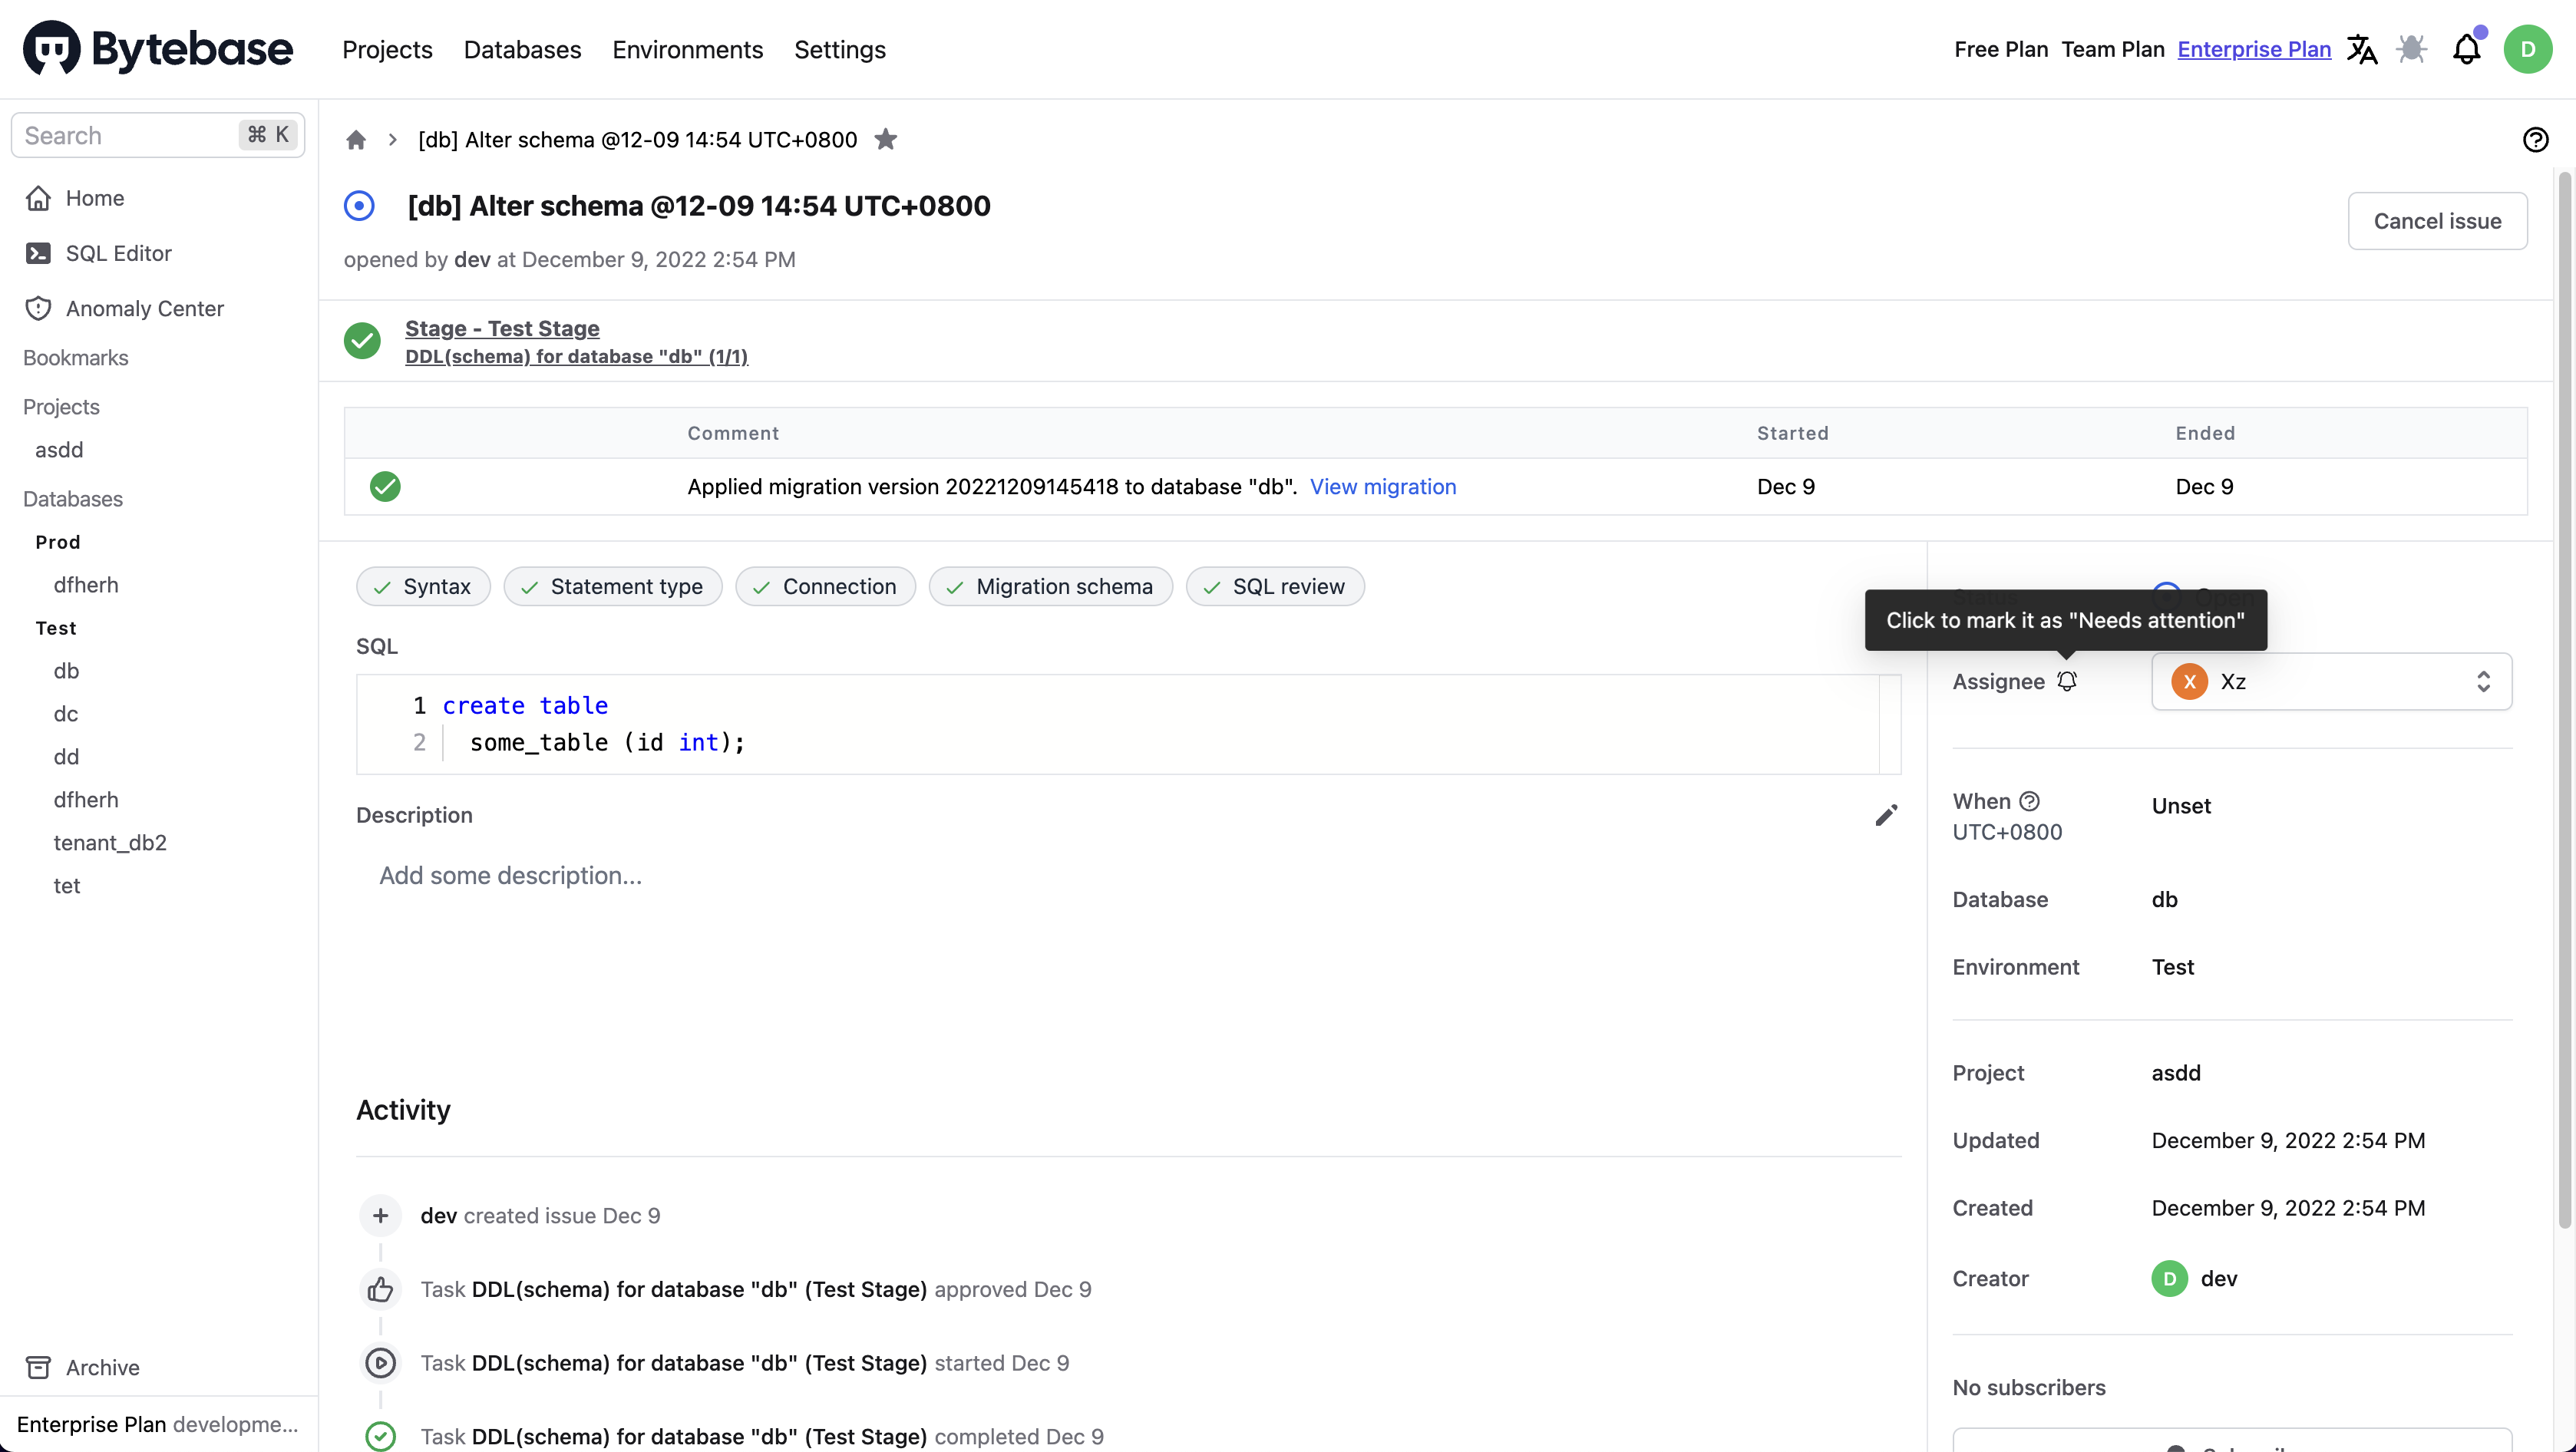 Bytebase
Projects Databases Environments Settings
Free Plan Team Plan Enterprise Plan
D
Search ⌘ K
Home
SQL Editor
Anomaly Center
Bookmarks
Projects
asdd
Databases
Prod
dfherh
Test
db
dc
dd
dfherh
tenant_db2
tet
Archive
Enterprise Plan developme...
[db] Alter schema @12-09 14:54 UTC+0800
[db] Alter schema @12-09 14:54 UTC+0800
Cancel issue
opened by dev at December 9, 2022 2:54 PM
Stage - Test Stage
DDL(schema) for database "db" (1/1)
Comment Started Ended
Applied migration version 20221209145418 to database "db". View migration Dec 9 Dec 9
Syntax Statement type Connection Migration schema SQL review
SQL
1 create table
2 some_table (id int);
Description
Add some description...
Activity
dev created issue Dec 9
Task DDL(schema) for database "db" (Test Stage) approved Dec 9
Task DDL(schema) for database "db" (Test Stage) started Dec 9
Task DDL(schema) for database "db" (Test Stage) completed Dec 9
Click to mark it as "Needs attention"
Assignee X Xz
When Unset
UTC+0800
Database db
Environment Test
Project asdd
Updated December 9, 2022 2:54 PM
Created December 9, 2022 2:54 PM
Creator D dev
No subscribers